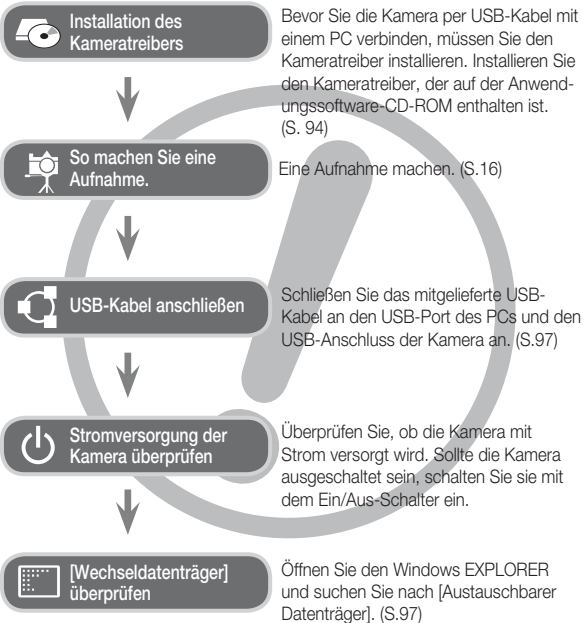 Installation des
Kameratreibers
Bevor Sie die Kamera per USB-Kabel mit
einem PC verbinden, müssen Sie den
Kameratreiber installieren. Installieren Sie
den Kameratreiber, der auf der Anwend-
ungssoftware-CD-ROM enthalten ist.
(S. 94)
So machen Sie eine
Aufnahme.
Eine Aufnahme machen. (S.16)
USB-Kabel anschließen
Schließen Sie das mitgelieferte USB-
Kabel an den USB-Port des PCs und den
USB-Anschluss der Kamera an. (S.97)
Stromversorgung der
Kamera überprüfen
Überprüfen Sie, ob die Kamera mit
Strom versorgt wird. Sollte die Kamera
ausgeschaltet sein, schalten Sie sie mit
dem Ein/Aus-Schalter ein.
[Wechseldatenträger]
überprüfen
Öffnen Sie den Windows EXPLORER
und suchen Sie nach [Austauschbarer
Datenträger]. (S.97)